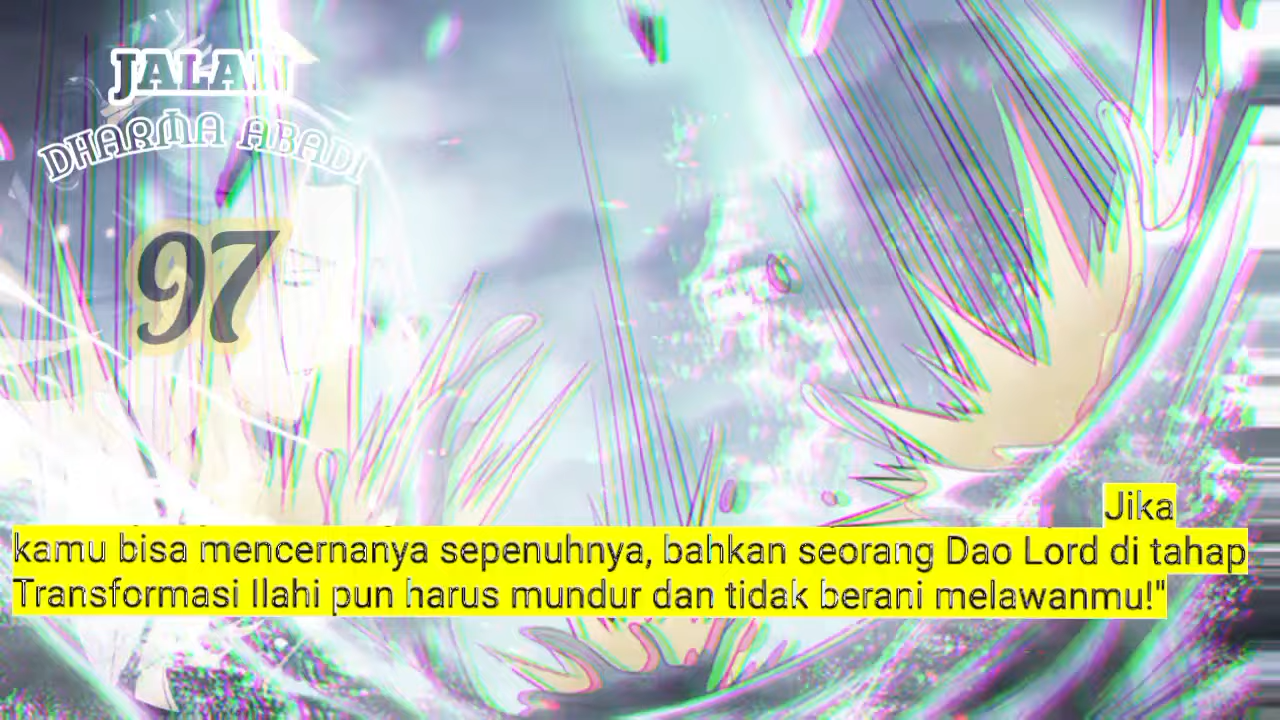 JALAN
DHARMA ABADI
97
Jika
kamu bisa mencernanya sepenuhnya, bahkan seorang Dao Lord di tahap
Transformasi Ilahi pun harus mundur dan tidak berani melawanmu!"